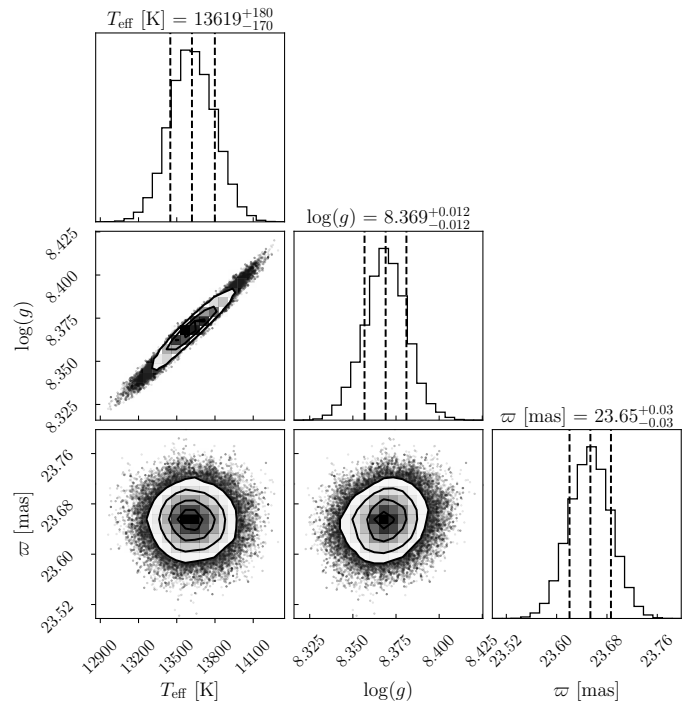 T_eff [K] = 13619^{+180}_{-170}
8.425
8.400
8.375
8.350
8.325
log(g)
log(g) = 8.369^{+0.012}_{-0.012}
23.76
23.68
23.60
23.52
ϖ [mas]
ϖ [mas] = 23.65^{+0.03}_{-0.03}
12900 13200 13500 13800 14100
T_eff [K]
8.325 8.350 8.375 8.400 8.425
log(g)
23.52 23.60 23.68 23.76
ϖ [mas]